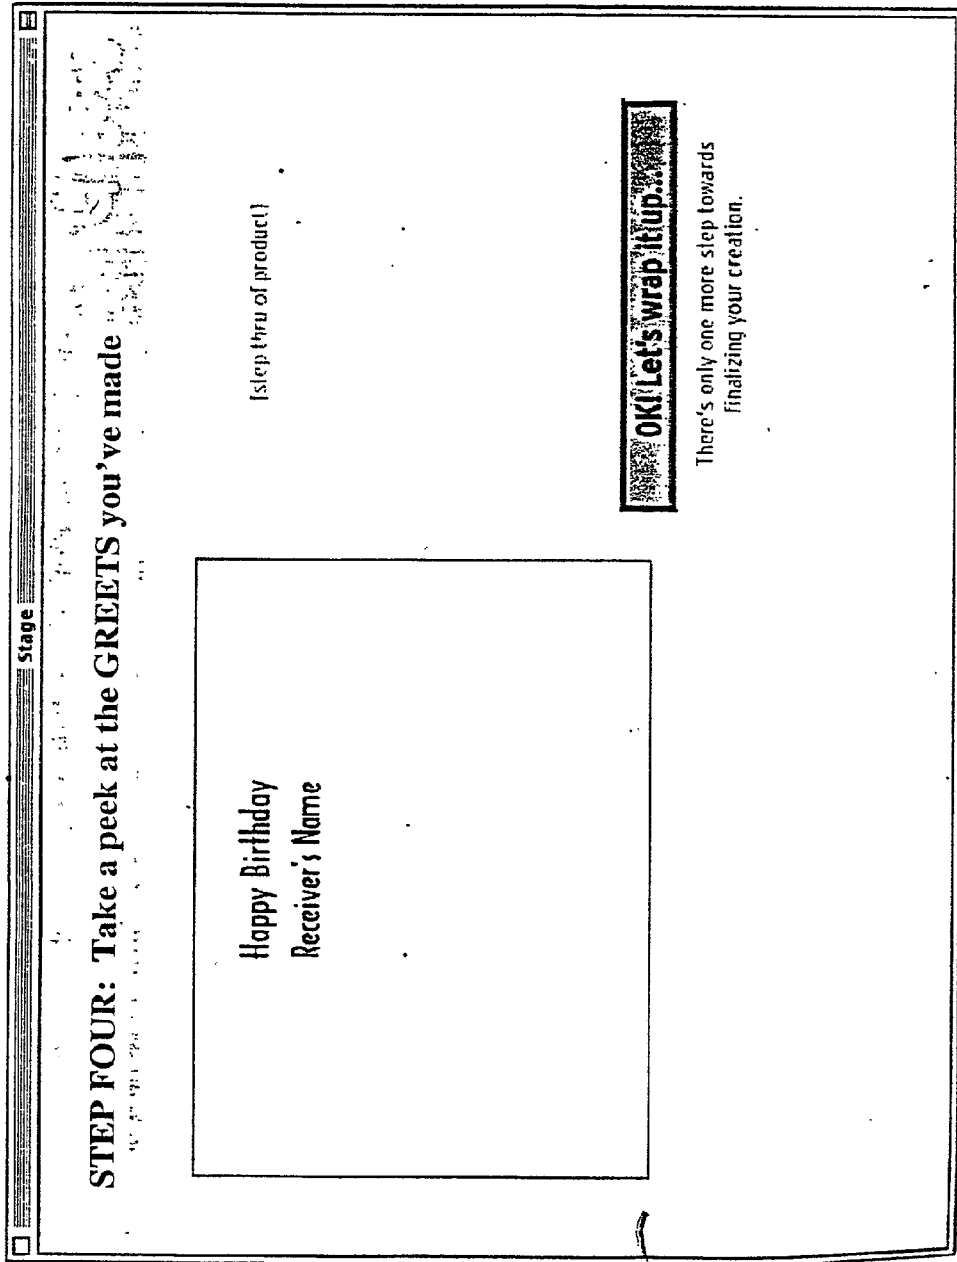 Stage
STEP FOUR: Take a peek at the GREETS you've made
Happy Birthday
Receiver's Name
[step thru of product]
OK! Let's wrap it up...
There's only one more step towards
finalizing your creation.